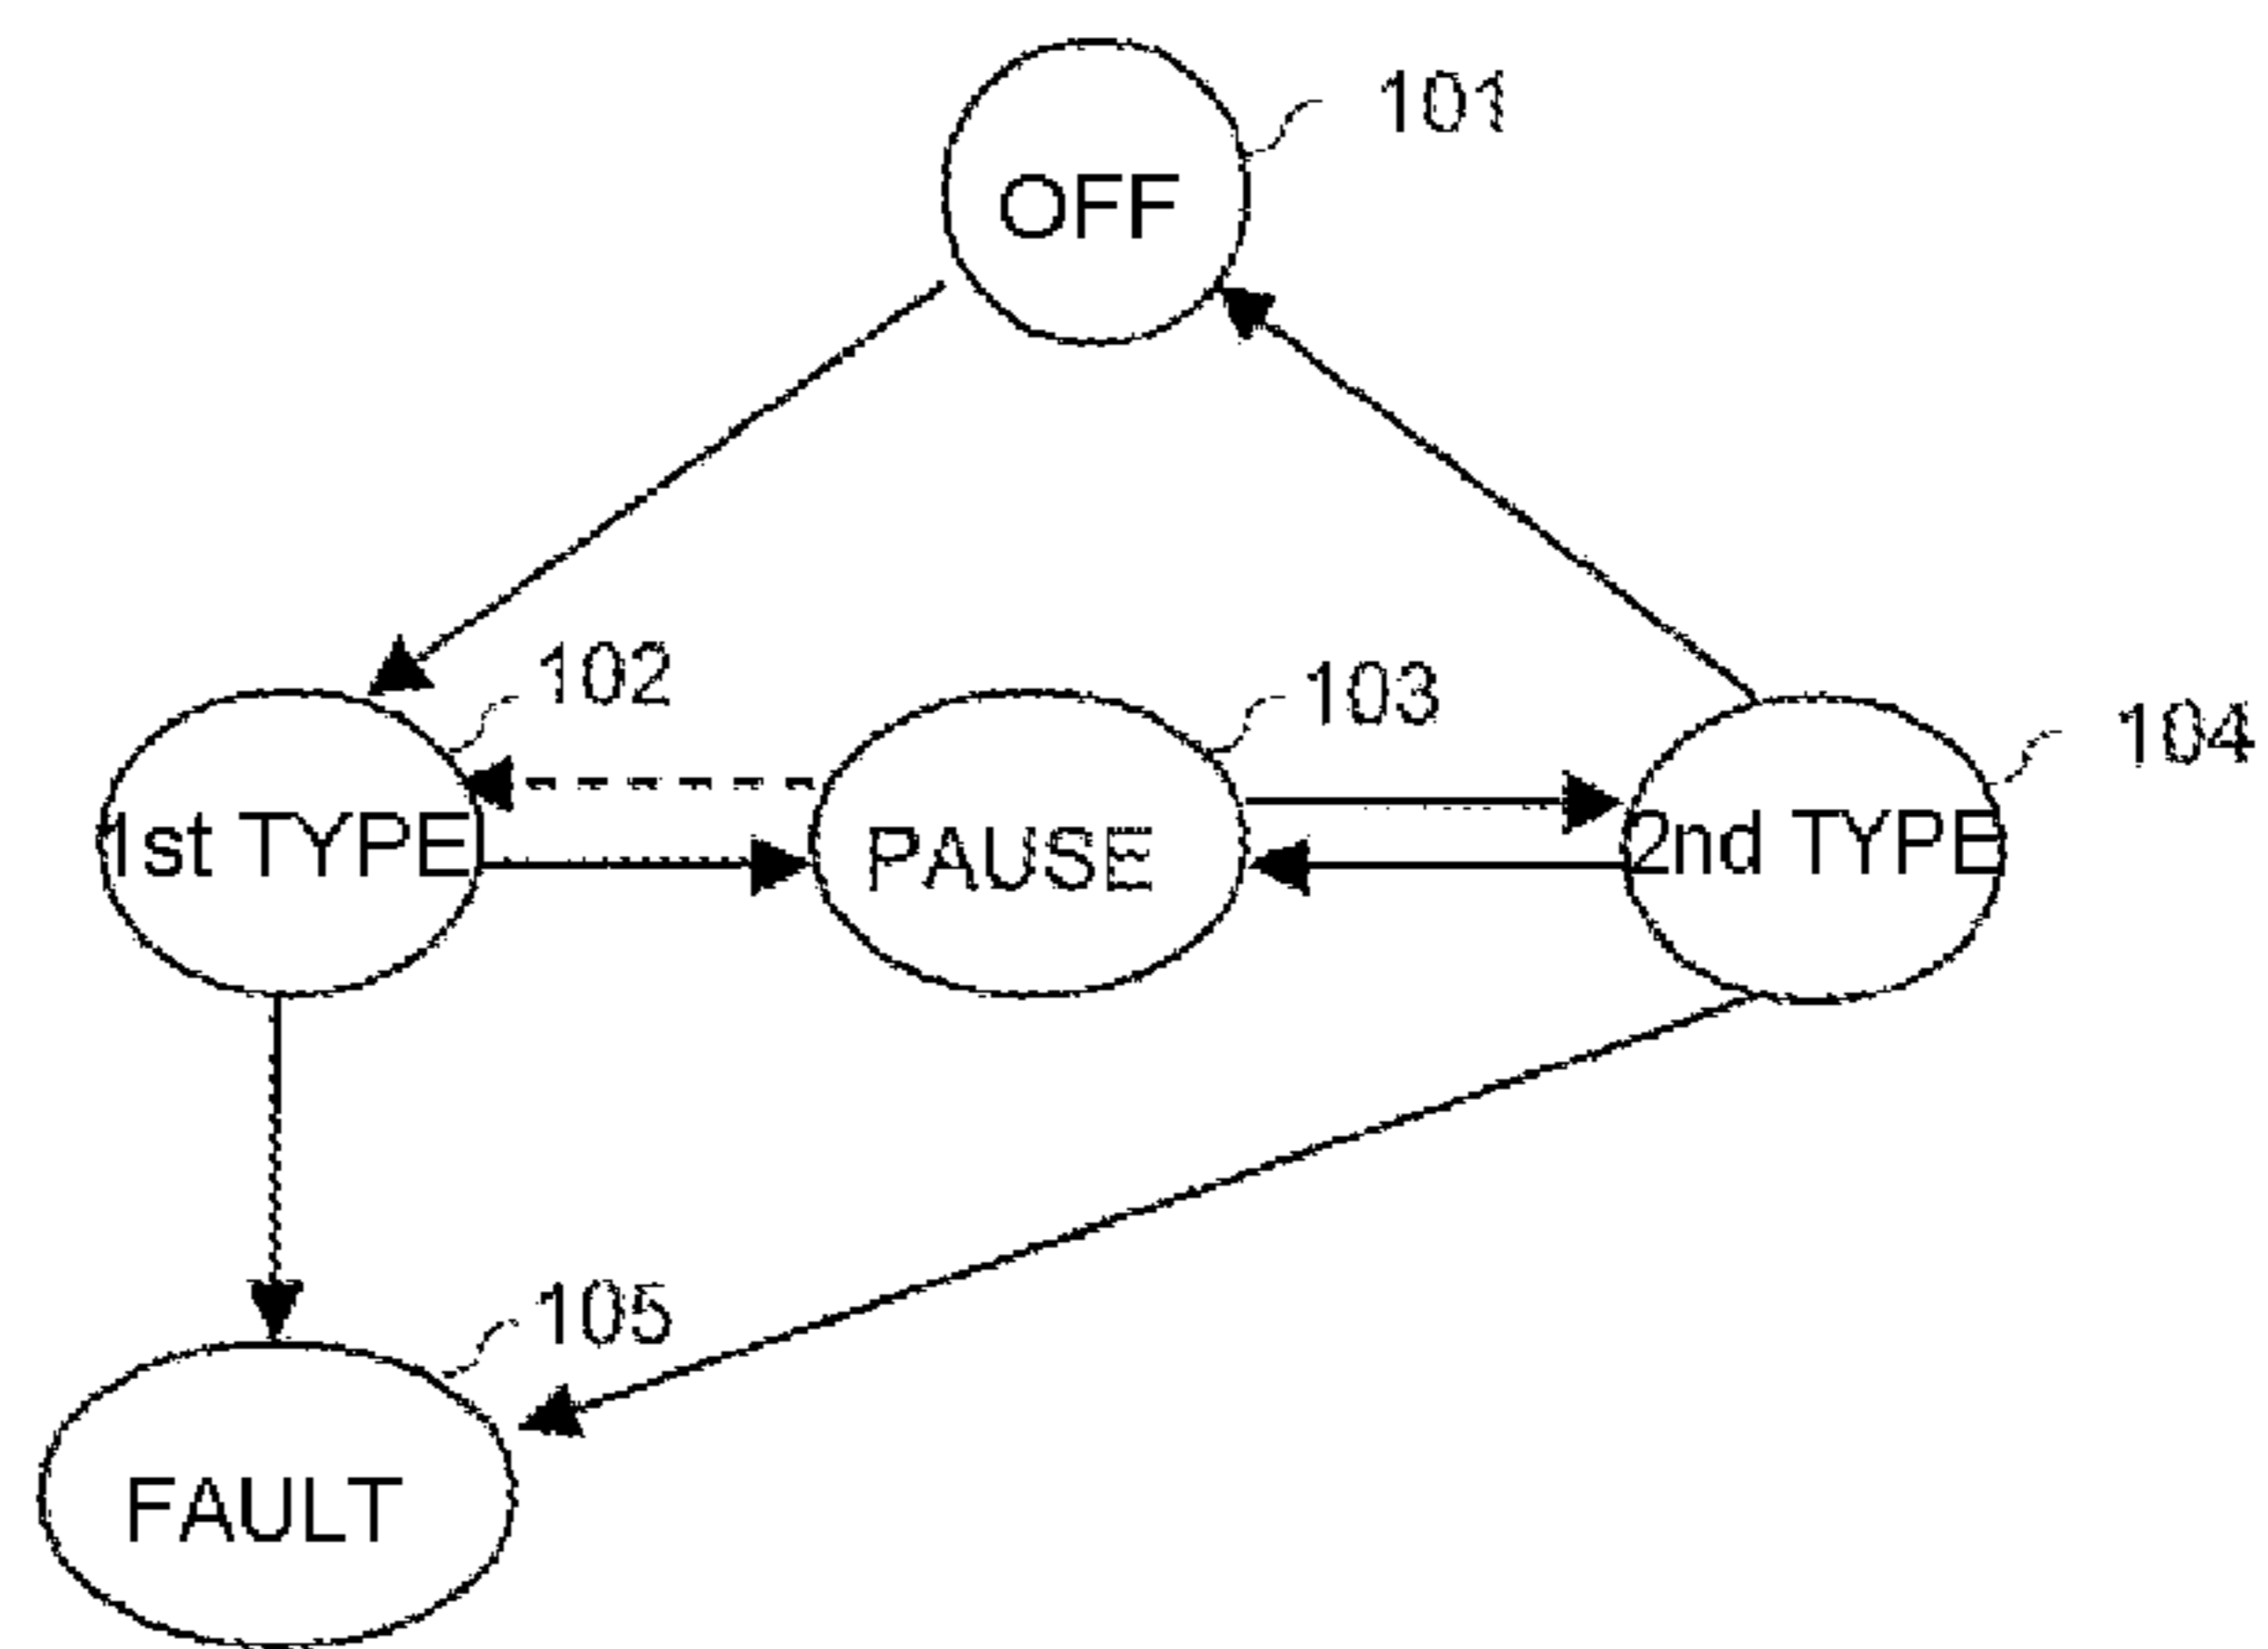 101
OFF
102
103
104
1st TYPE
PAUSE
2nd TYPE
105
FAULT